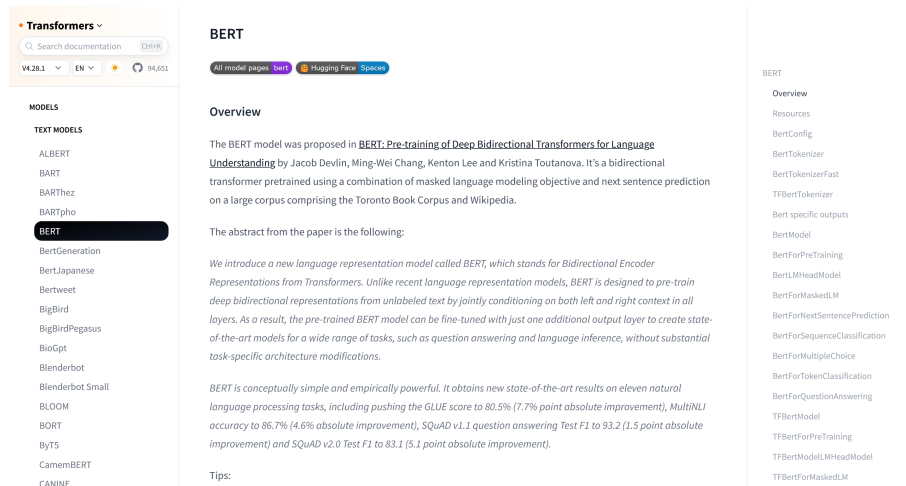 Transformers
Search documentation Ctrl+K
V4.28.1 EN 94,651
MODELS
TEXT MODELS
ALBERT
BART
BARThez
BARTpho
BERT
BertGeneration
BertJapanese
Bertweet
BigBird
BigBirdPegasus
BioGpt
Blenderbot
Blenderbot Small
BLOOM
BORT
ByT5
CamemBERT
CANINE
BERT
All model pages bert Hugging Face Spaces
Overview
The BERT model was proposed in BERT: Pre-training of Deep Bidirectional Transformers for Language
Understanding by Jacob Devlin, Ming-Wei Chang, Kenton Lee and Kristina Toutanova. It's a bidirectional
transformer pretrained using a combination of masked language modeling objective and next sentence prediction
on a large corpus comprising the Toronto Book Corpus and Wikipedia.
The abstract from the paper is the following:
We introduce a new language representation model called BERT, which stands for Bidirectional Encoder
Representations from Transformers. Unlike recent language representation models, BERT is designed to pre-train
deep bidirectional representations from unlabeled text by jointly conditioning on both left and right context in all
layers. As a result, the pre-trained BERT model can be fine-tuned with just one additional output layer to create state-
of-the-art models for a wide range of tasks, such as question answering and language inference, without substantial
task-specific architecture modifications.
BERT is conceptually simple and empirically powerful. It obtains new state-of-the-art results on eleven natural
language processing tasks, including pushing the GLUE score to 80.5% (7.7% point absolute improvement), MultiNLI
accuracy to 86.7% (4.6% absolute improvement), SQuAD v1.1 question answering Test F1 to 93.2 (1.5 point absolute
improvement) and SQuAD v2.0 Test F1 to 83.1 (5.1 point absolute improvement).
Tips:
BERT
Overview
Resources
BertConfig
BertTokenizer
BertTokenizerFast
TFBertTokenizer
Bert specific outputs
BertModel
BertForPreTraining
BertLMHeadModel
BertForMaskedLM
BertForNextSentencePrediction
BertForSequenceClassification
BertForMultipleChoice
BertForTokenClassification
BertForQuestionAnswering
TFBertModel
TFBertForPreTraining
TFBertModelLMHeadModel
TFBertForMaskedLM